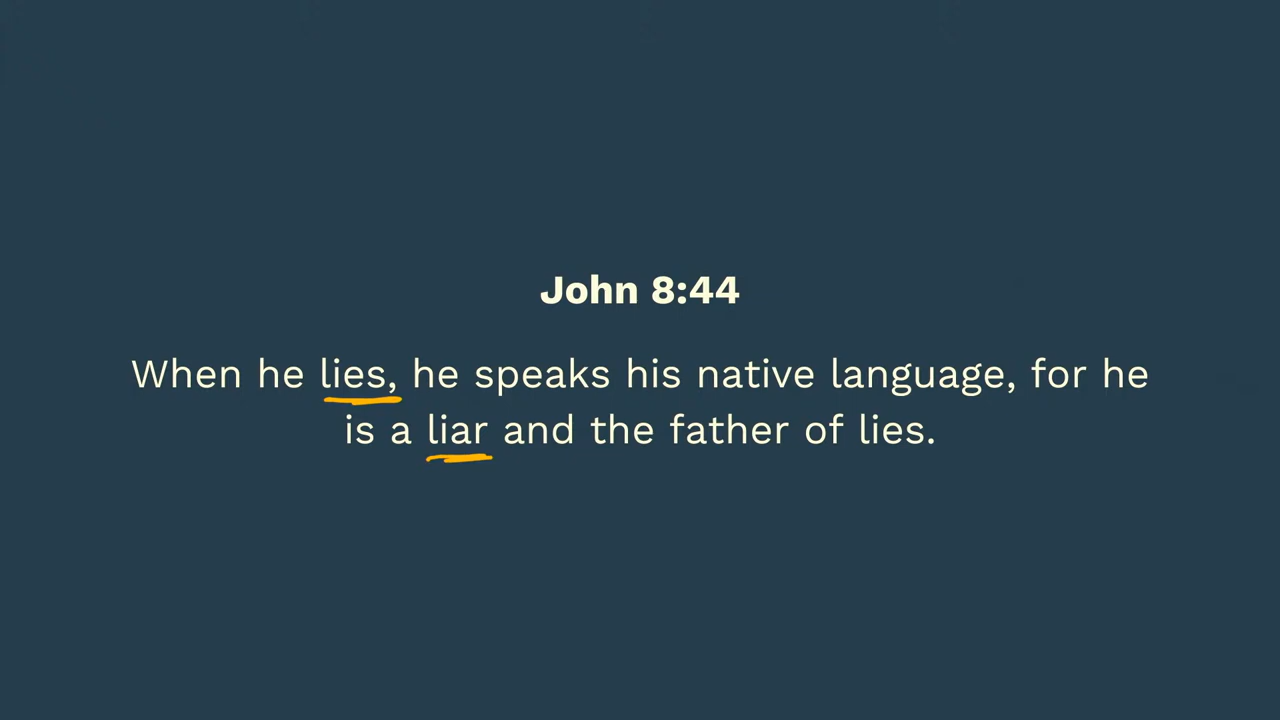 John 8:44
When he lies, he speaks his native language, for he
is a liar and the father of lies.